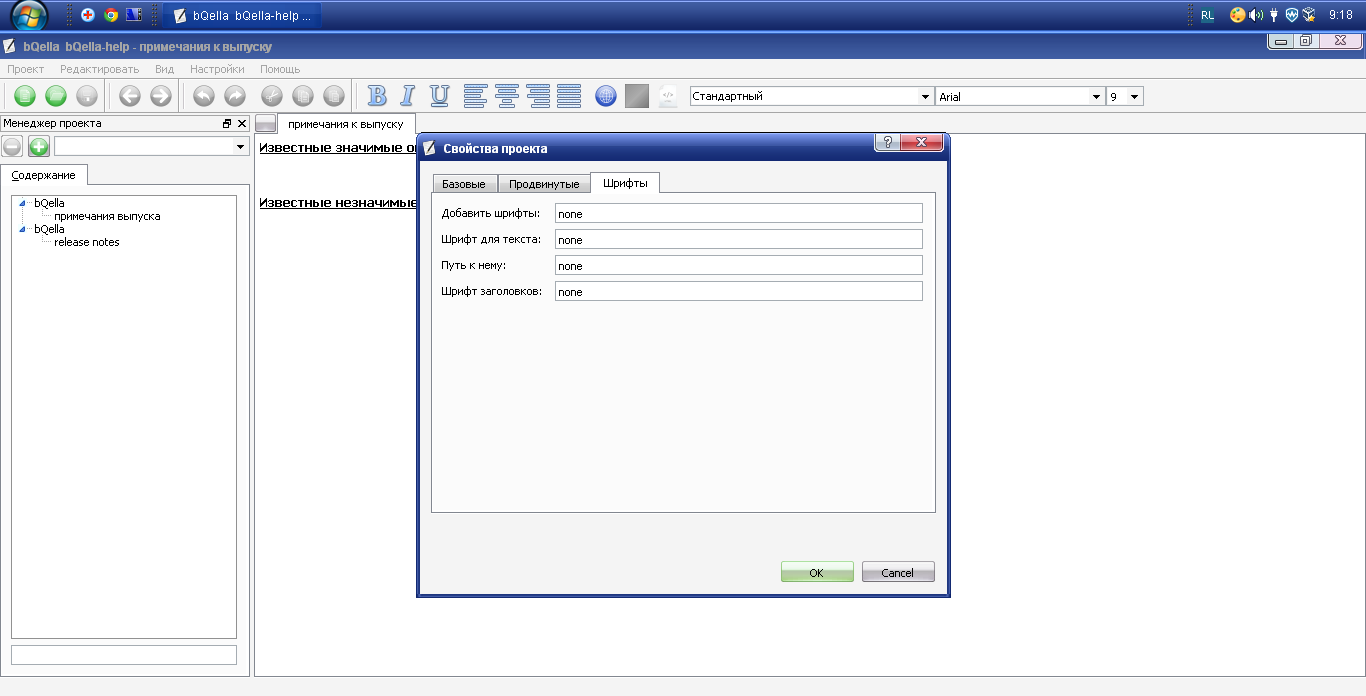 bQella bQella-help ...
RL
9:18
bQella bQella-help - примечания к выпуску
Проект Редактировать Вид Настройки Помощь
B I U
Стандартный Arial 9
Менеджер проекта
примечания к выпуску
Содержание
bQella
примечания выпуска
bQella
release notes
Известные значимые
Известные незначимые
Свойства проекта
Базовые Продвинутые Шрифты
Добавить шрифты: none
Шрифт для текста: none
Путь к нему: none
Шрифт заголовков: none
OK Cancel